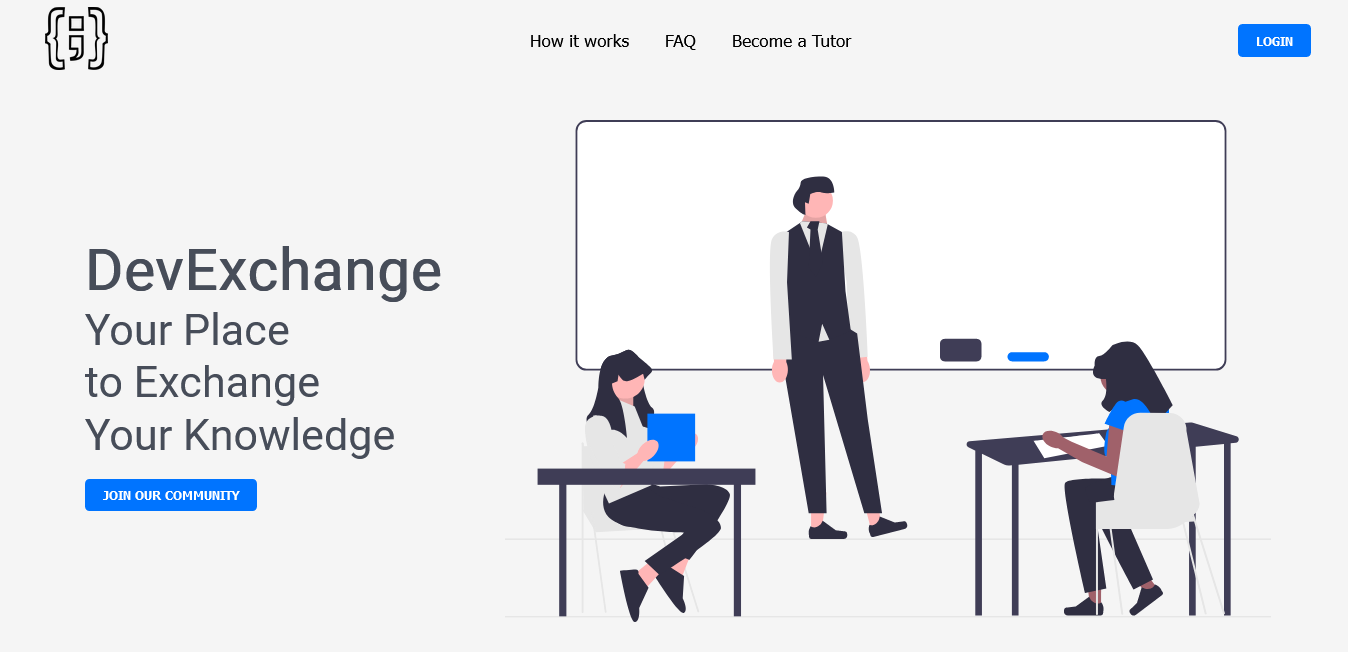 {;}
How it works
FAQ
Become a Tutor
LOGIN
DevExchange
Your Place
to Exchange
Your Knowledge
JOIN OUR COMMUNITY